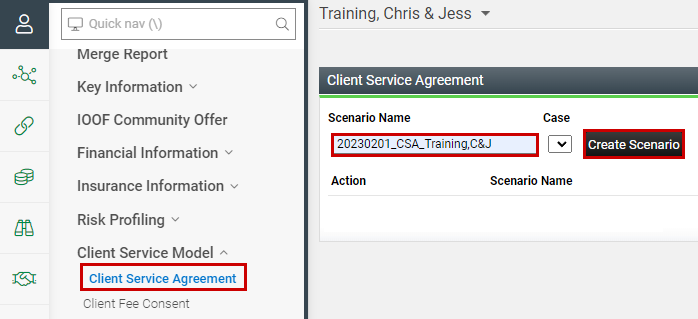 Quick nav (\)
Merge Report
Key Information
IOOF Community Offer
Financial Information
Insurance Information
Risk Profiling
Client Service Model
Client Service Agreement
Client Fee Consent
Training, Chris & Jess
Client Service Agreement
Scenario Name Case
20230201_CSA_Training,C&J Create Scenario
Action Scenario Name